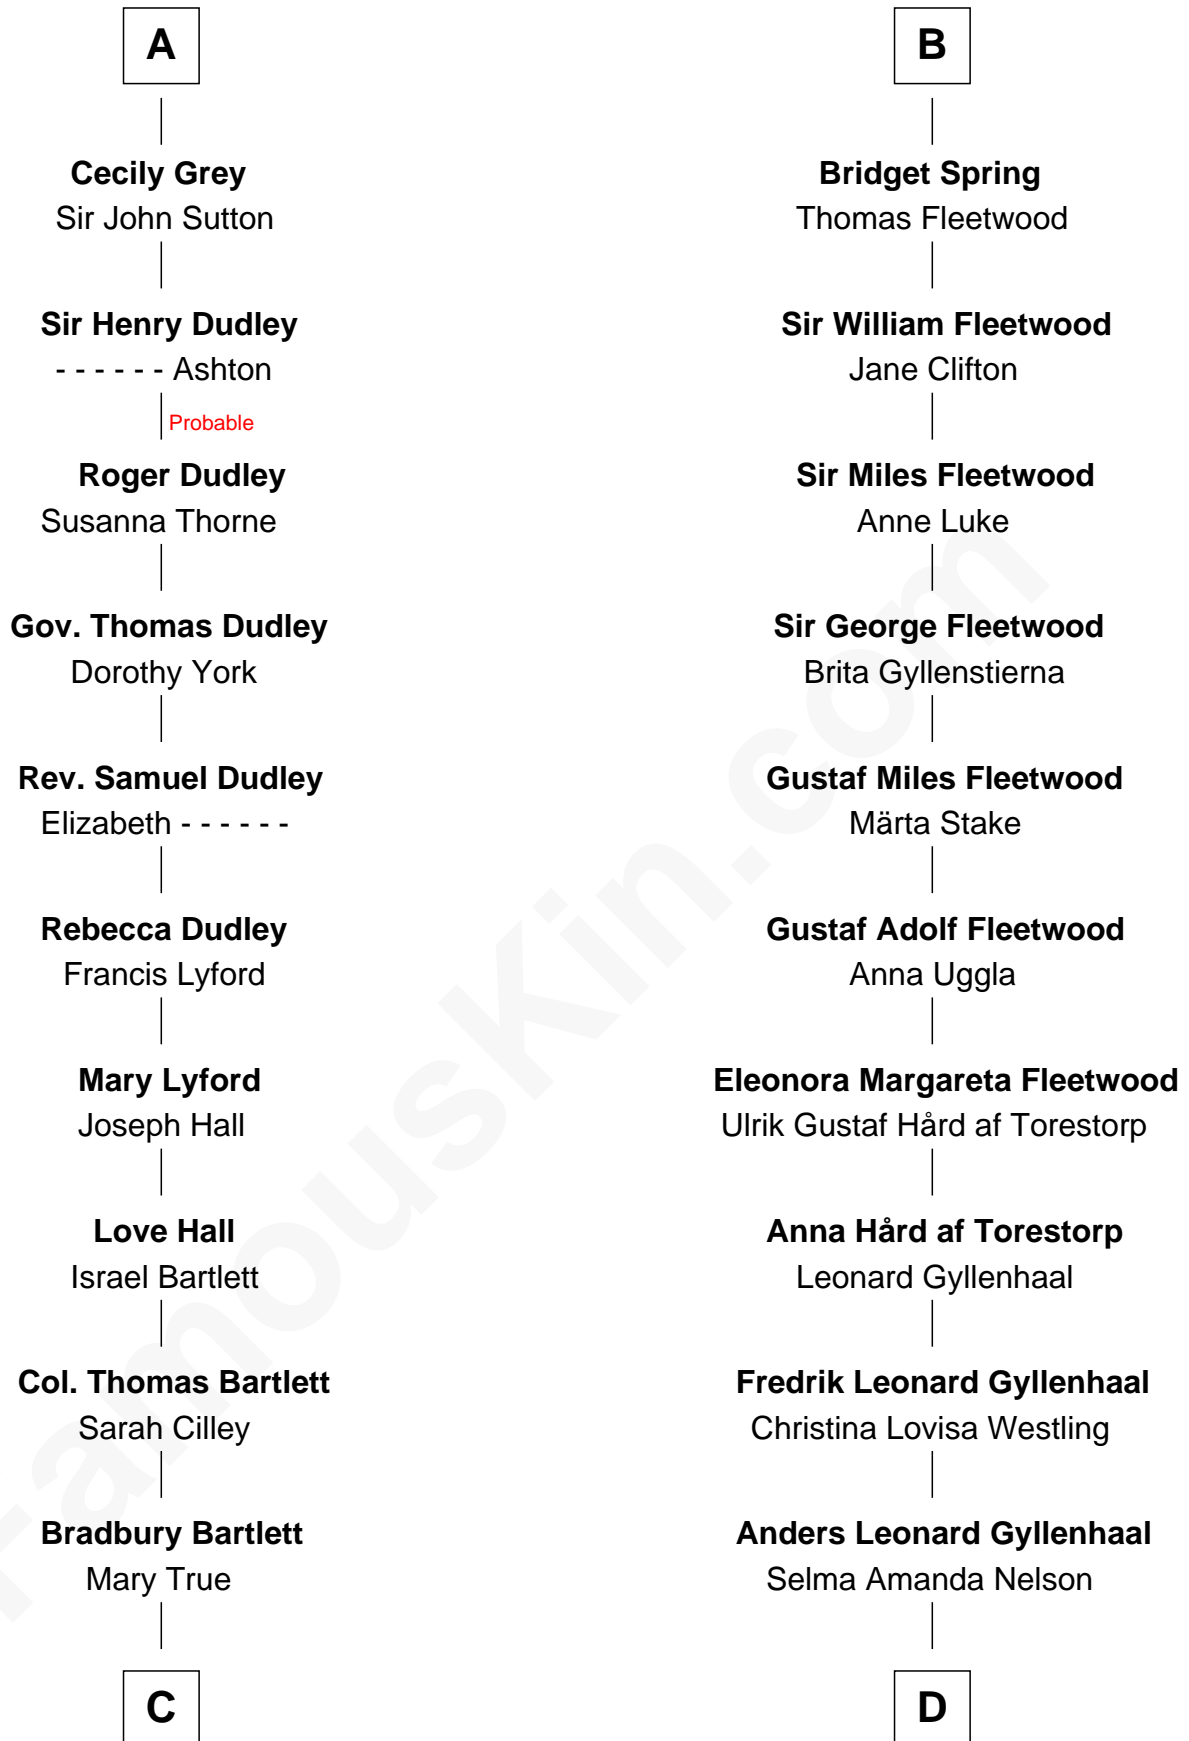 A
Cecily Grey
Sir John Sutton
Sir Henry Dudley
- - - - - - Ashton
Probable
Roger Dudley
Susanna Thorne
Gov. Thomas Dudley
Dorothy York
Rev. Samuel Dudley
Elizabeth - - - - - -
Rebecca Dudley
Francis Lyford
Mary Lyford
Joseph Hall
Love Hall
Israel Bartlett
Col. Thomas Bartlett
Sarah Cilley
Bradbury Bartlett
Mary True
C
B
Bridget Spring
Thomas Fleetwood
Sir William Fleetwood
Jane Clifton
Sir Miles Fleetwood
Anne Luke
Sir George Fleetwood
Brita Gyllenstierna
Gustaf Miles Fleetwood
Märta Stake
Gustaf Adolf Fleetwood
Anna Uggla
Eleonora Margareta Fleetwood
Ulrik Gustaf Hård af Torestorp
Anna Hård af Torestorp
Leonard Gyllenhaal
Fredrik Leonard Gyllenhaal
Christina Lovisa Westling
Anders Leonard Gyllenhaal
Selma Amanda Nelson
D
FamousKin.com